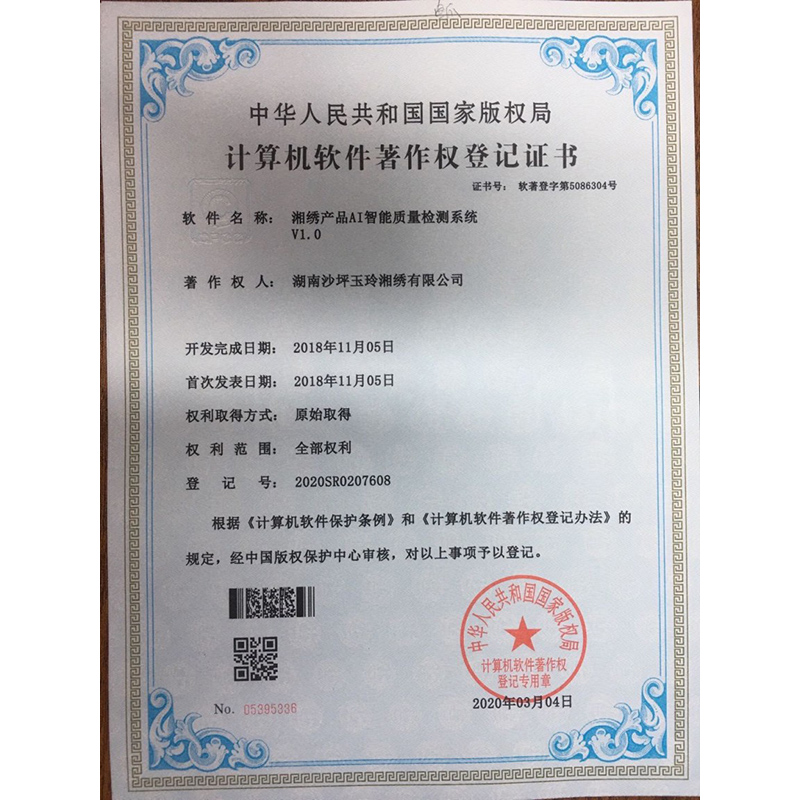 中华人民共和国国家版权局
计算机软件著作权登记证书
证书号: 软著登字第5086304号
软件名称: 湘绣产品AI智能质量检测系统
V1.0
著作权人: 湖南沙坪玉玲湘绣有限公司
开发完成日期: 2018年11月05日
首次发表日期: 2018年11月05日
权利取得方式: 原始取得
权利范围: 全部权利
登记号: 2020SR0207608
根据《计算机软件保护条例》和《计算机软件著作权登记办法》的
规定，经中国版权保护中心审核，对以上事项予以登记。
中华人民共和国国家版权局
计算机软件著作权
登记专用章
No. 05395336
2020年03月04日